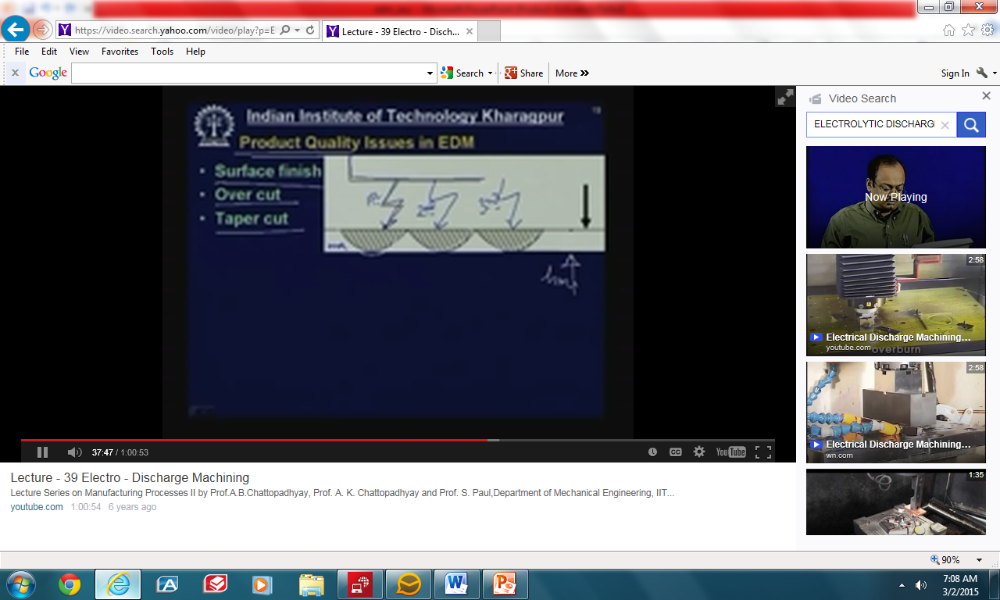 https://video.search.yahoo.com/video/play?p=E
Lecture - 39 Electro - Disch...
File Edit View Favorites Tools Help
Google Search Share More Sign In
Indian Institute of Technology Kharagpur
Product Quality Issues in EDM
• Surface finish
• Over cut
• Taper cut
37:47 / 1:00:53
CC
YouTube
Lecture - 39 Electro - Discharge Machining
Lecture Series on Manufacturing Processes II by Prof.A.B.Chattopadhyay, Prof. A. K. Chattopadhyay and Prof. S. Paul,Department of Mechanical Engineering, IIT...
youtube.com 1:00:54 6 years ago
Video Search
ELECTROLYTIC DISCHARG
Now Playing
2:58
Electrical Discharge Machining...
youtube.com
overburn
2:58
Electrical Discharge Machining...
wn.com
1:35
90%
7:08 AM
3/2/2015